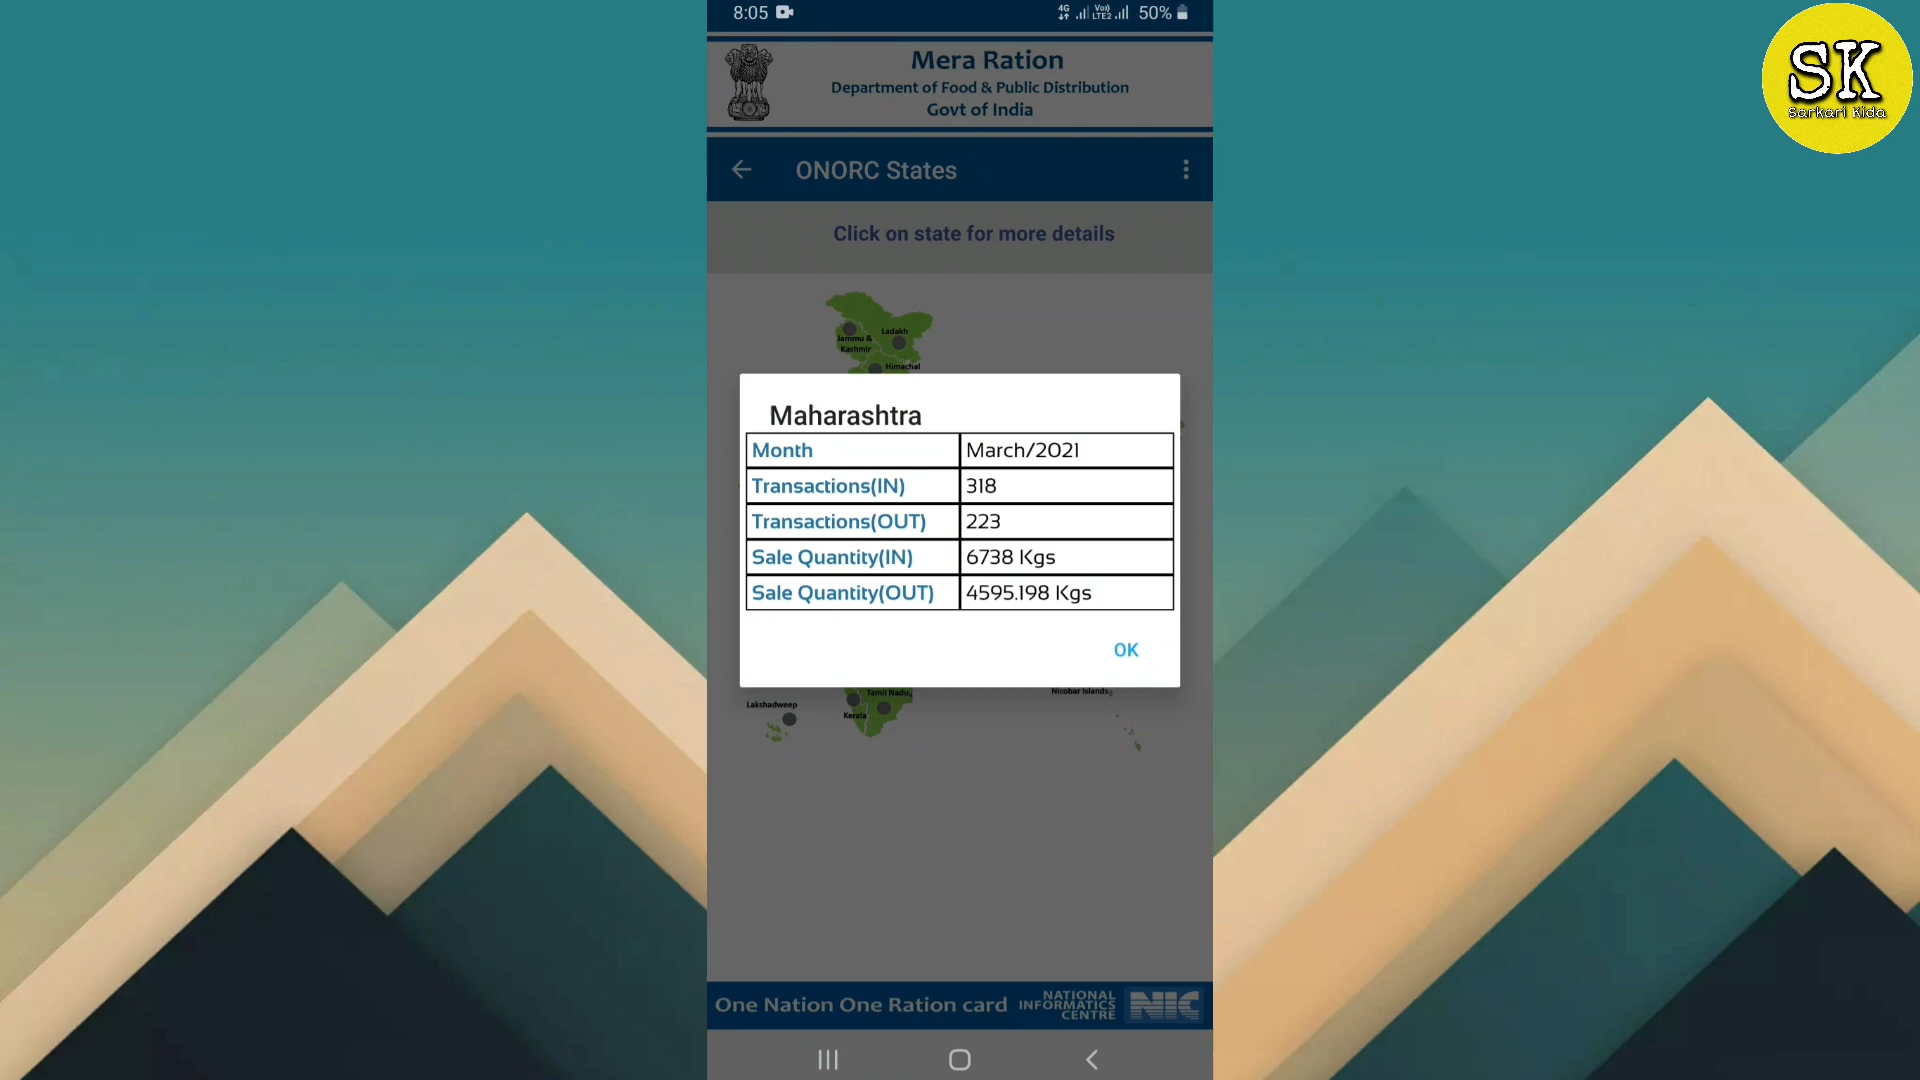 8:05
4G
Vo))
LTE2
50%
Mera Ration
Department of Food & Public Distribution
Govt of India
ONORC States
Click on state for more details
Jammu &
Kashmir
Ladakh
Himachal
Maharashtra
Month March/2021
Transactions(IN) 318
Transactions(OUT) 223
Sale Quantity(IN) 6738 Kgs
Sale Quantity(OUT) 4595.198 Kgs
OK
Lakshadweep
Kerala
Tamil Nadu
Nicobar Islands
One Nation One Ration card
NATIONAL
INFORMATICS
CENTRE
NIC
SK
Sarkari Kida